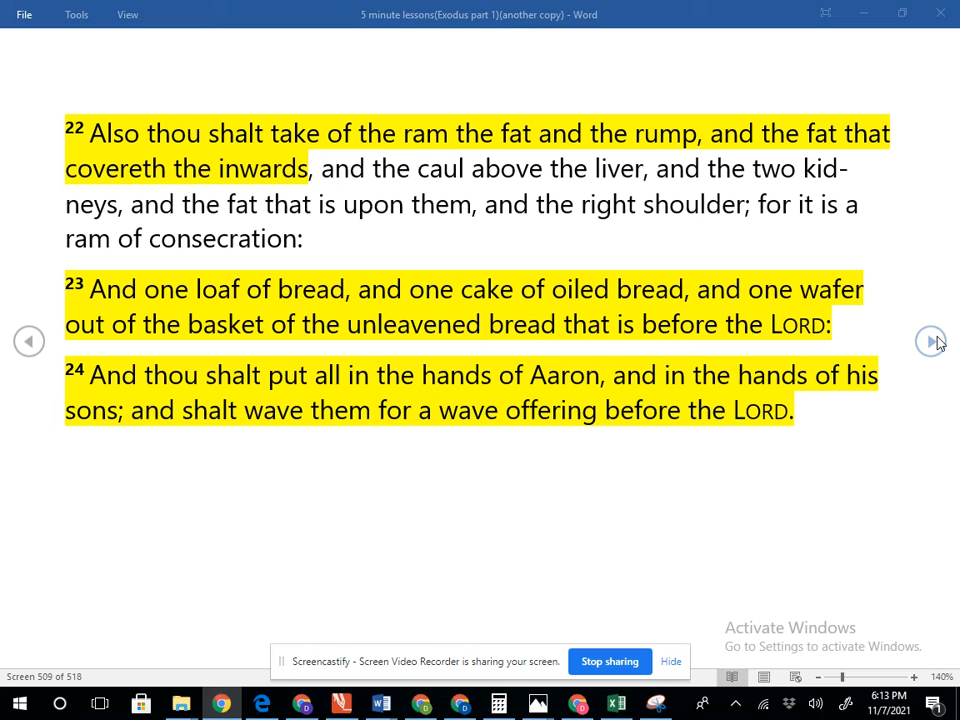 File Tools View 5 minute lessons(Exodus part 1)(another copy) - Word
22 Also thou shalt take of the ram the fat and the rump, and the fat that
covereth the inwards, and the caul above the liver, and the two kid-
neys, and the fat that is upon them, and the right shoulder; for it is a
ram of consecration:
23 And one loaf of bread, and one cake of oiled bread, and one wafer
out of the basket of the unleavened bread that is before the LORD:
24 And thou shalt put all in the hands of Aaron, and in the hands of his
sons; and shalt wave them for a wave offering before the LORD.
Activate Windows
Go to Settings to activate Windows.
Screencastify - Screen Video Recorder is sharing your screen. Stop sharing Hide
Screen 509 of 518 140%
6:13 PM
11/7/2021